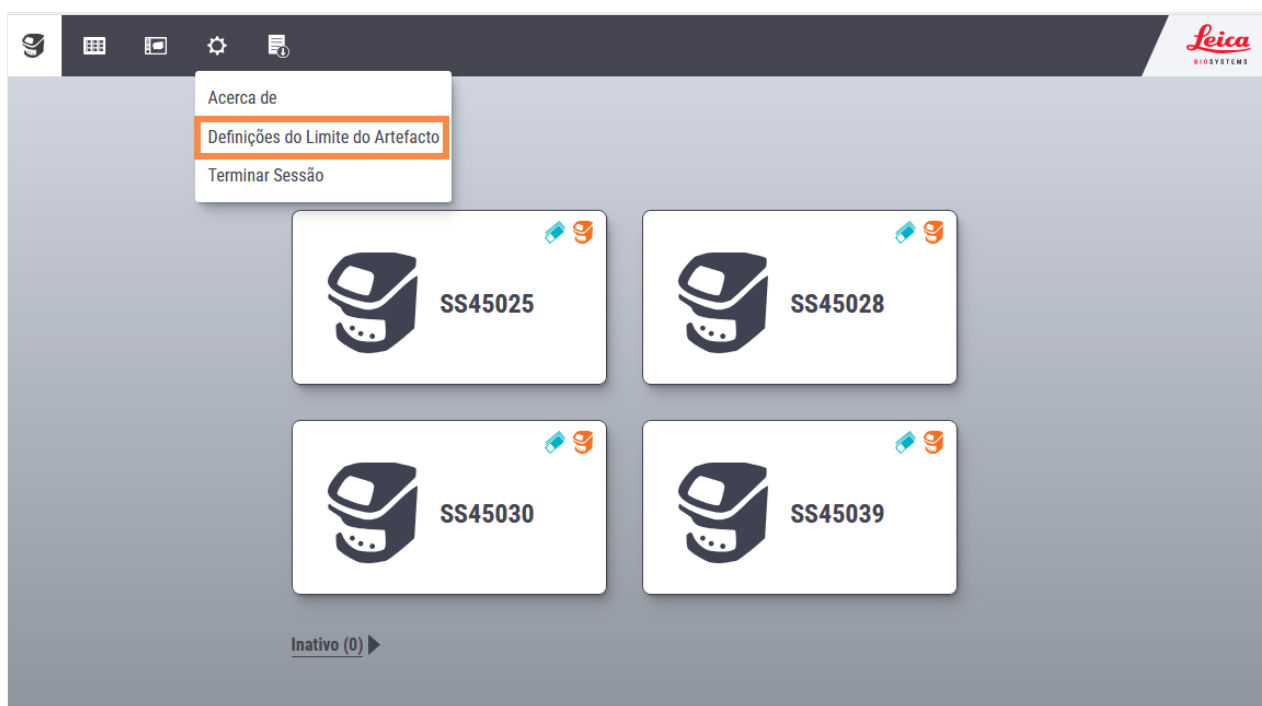 Leica
BIOSYSTEMS
Acerca de
Definições do Limite do Artefacto
Terminar Sessão
SS45025
SS45028
SS45030
SS45039
Inativo (0)